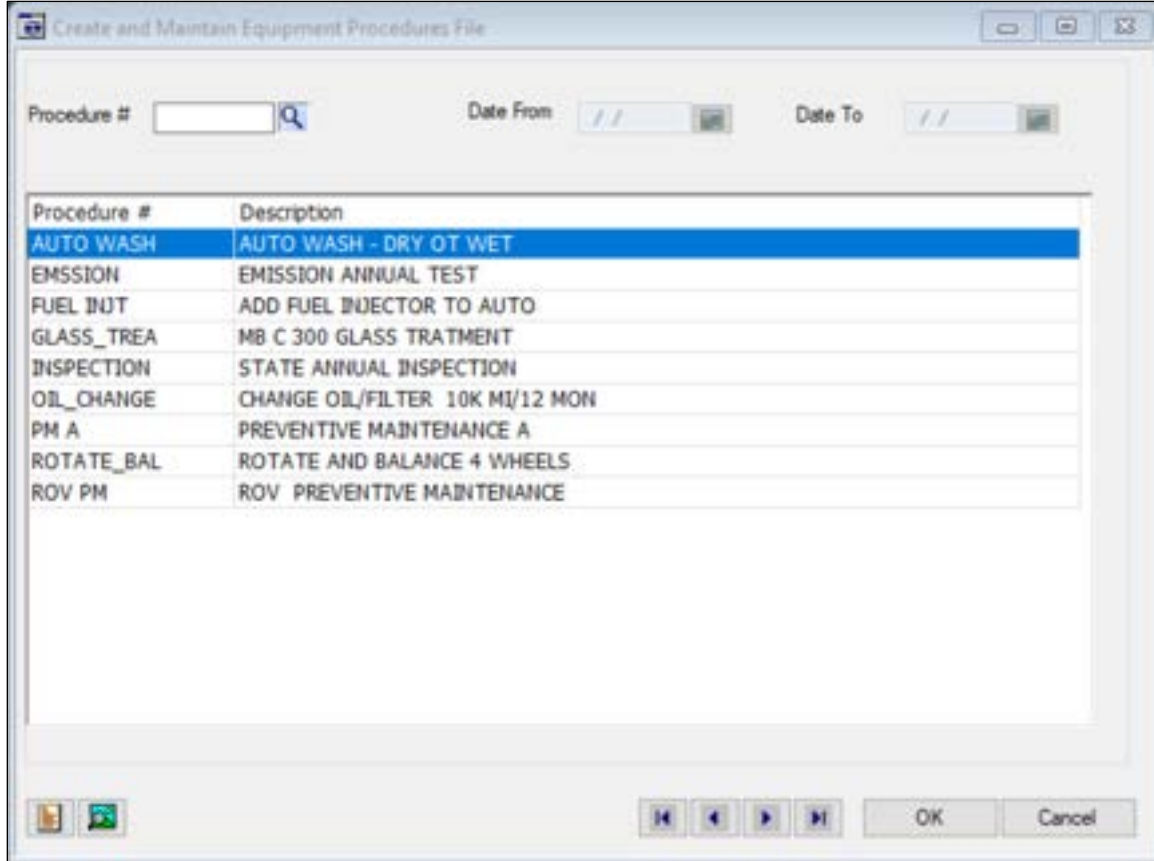 Create and Maintain Equipment Procedures File
Procedure # Date From / / Date To / /
Procedure # Description
AUTO WASH AUTO WASH - DRY OT WET
EMSSION EMISSION ANNUAL TEST
FUEL INJT ADD FUEL INJECTOR TO AUTO
GLASS_TREA MB C 300 GLASS TRATMENT
INSPECTION STATE ANNUAL INSPECTION
OIL_CHANGE CHANGE OIL/FILTER 10K MI/12 MON
PM A PREVENTIVE MAINTENANCE A
ROTATE_BAL ROTATE AND BALANCE 4 WHEELS
ROV PM ROV PREVENTIVE MAINTENANCE
OK Cancel